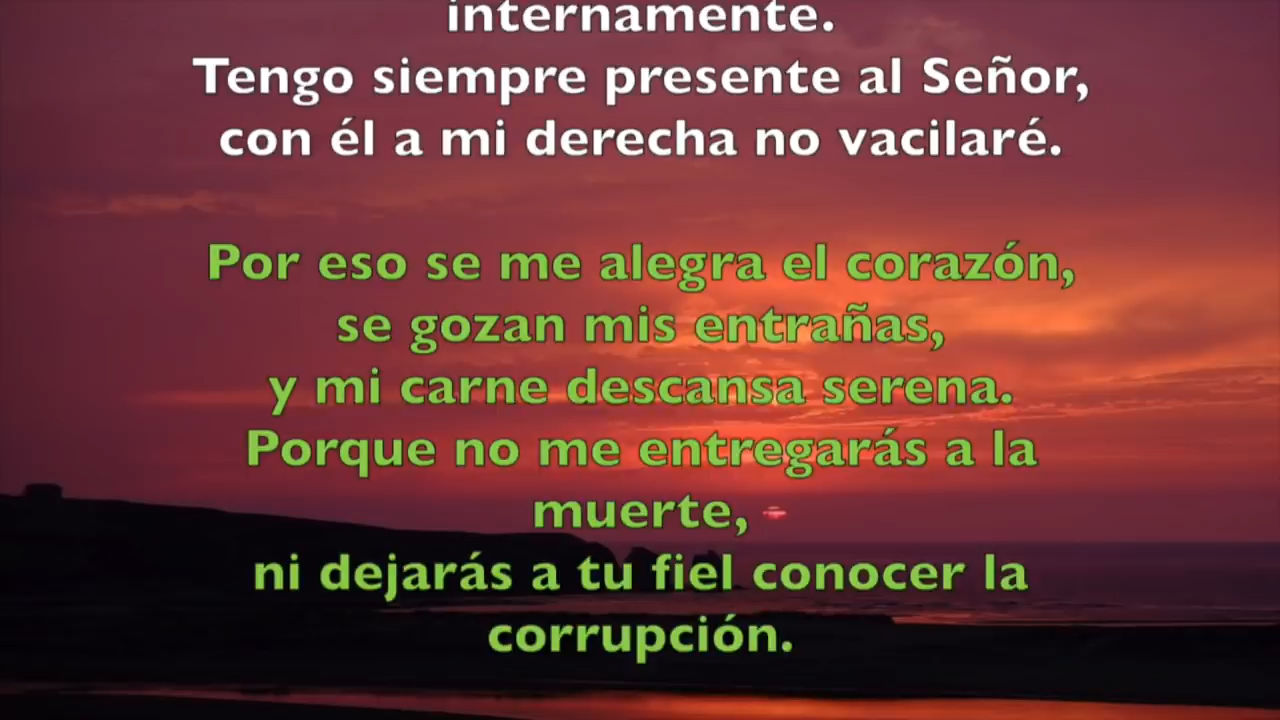 internamente.
Tengo siempre presente al Señor,
con él a mi derecha no vacilaré.
Por eso se me alegra el corazón,
se gozan mis entrañas,
y mi carne descansa serena.
Porque no me entregarás a la
muerte,
ni dejarás a tu fiel conocer la
corrupción.